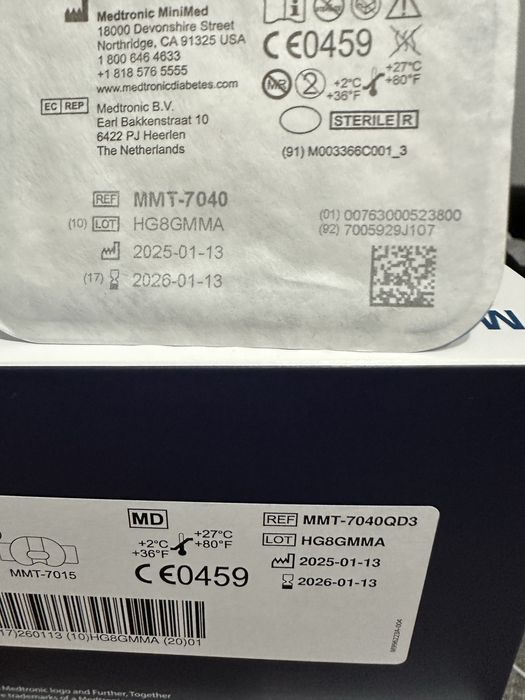 Medtronic MiniMed
18000 Devonshire Street
Northridge, CA 91325 USA
1 800 646 4633
+1 818 576 5555
www.medtronicdiabetes.com
EC REP Medtronic B.V.
Earl Bakkenstraat 10
6422 PJ Heerlen
The Netherlands
CE0459
MR 2 +2°C +36°F +27°C +80°F
STERILE R
(91) M003366C001_3
REF MMT-7040
(10) LOT HG8GMMA
2025-01-13
(17) 2026-01-13
(01) 00763000523800
(92) 7005929J107
M
MD
+2°C +27°C
+36°F +80°F
CE0459
MMT-7015
REF MMT-7040QD3
LOT HG8GMMA
2025-01-13
2026-01-13
17)260113 (10)HG8GMMA (20)01
Medtronic logo and Further, Together